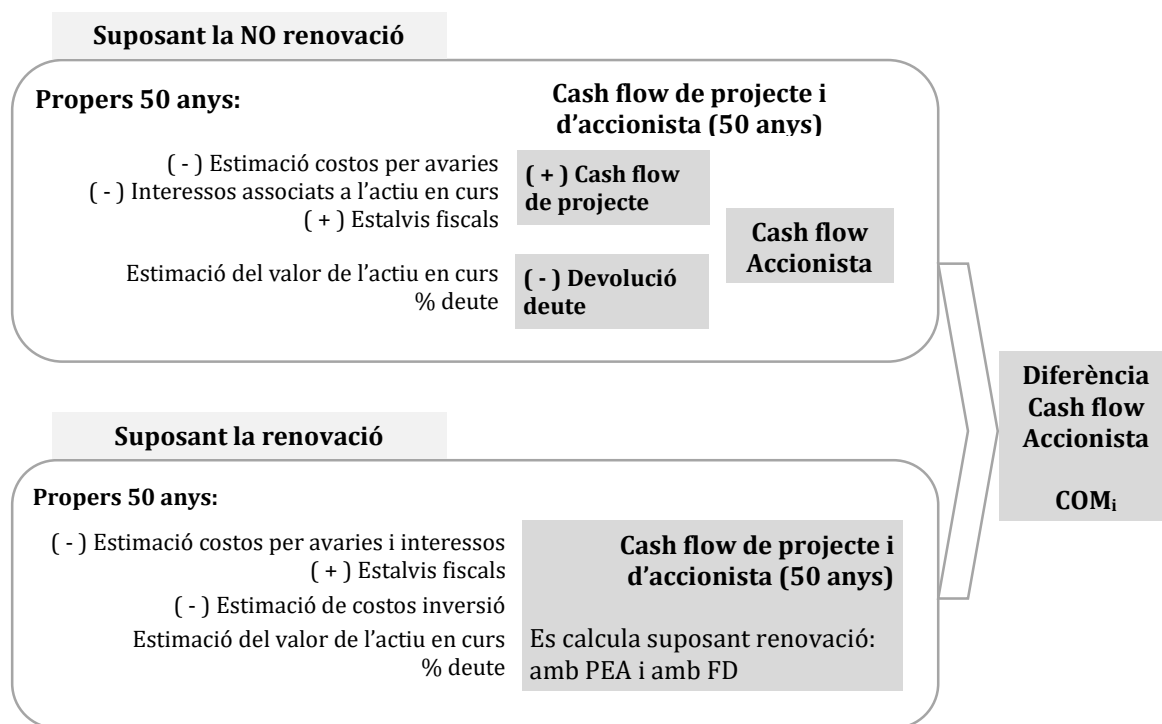 Suposant la NO renovació
Propers 50 anys:
Cash flow de projecte i
d’accionista (50 anys)
( - ) Estimació costos per avaries
( - ) Interessos associats a l’actiu en curs
( + ) Estalvis fiscals
( + ) Cash flow
de projecte
Cash flow
Accionista
Estimació del valor de l’actiu en curs
% deute
( - ) Devolució
deute
Diferència
Cash flow
Accionista
COMi
Suposant la renovació
Propers 50 anys:
( - ) Estimació costos per avaries i interessos
( + ) Estalvis fiscals
( - ) Estimació de costos inversió
Estimació del valor de l’actiu en curs
% deute
Cash flow de projecte i
d’accionista (50 anys)
Es calcula suposant renovació:
amb PEA i amb FD